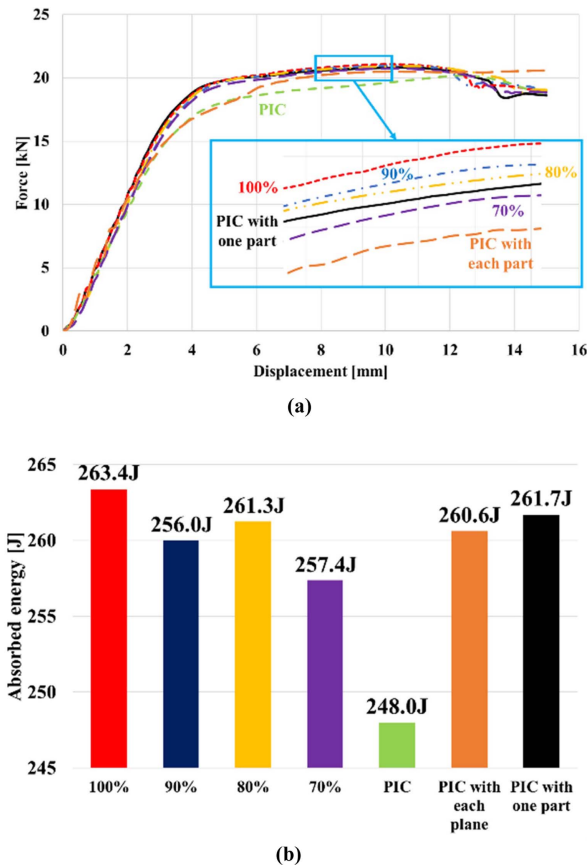 25
20
15
10
5
0
Force [kN]
0 2 4 6 8 10 12 14 16
Displacement [mm]
PIC
100%
90%
80%
PIC with
one part
70%
PIC with
each part
(a)
265
260
255
250
245
Absorbed energy [J]
263.4J
256.0J
261.3J
257.4J
248.0J
260.6J
261.7J
100% 90% 80% 70% PIC PIC with each plane PIC with one part
(b)